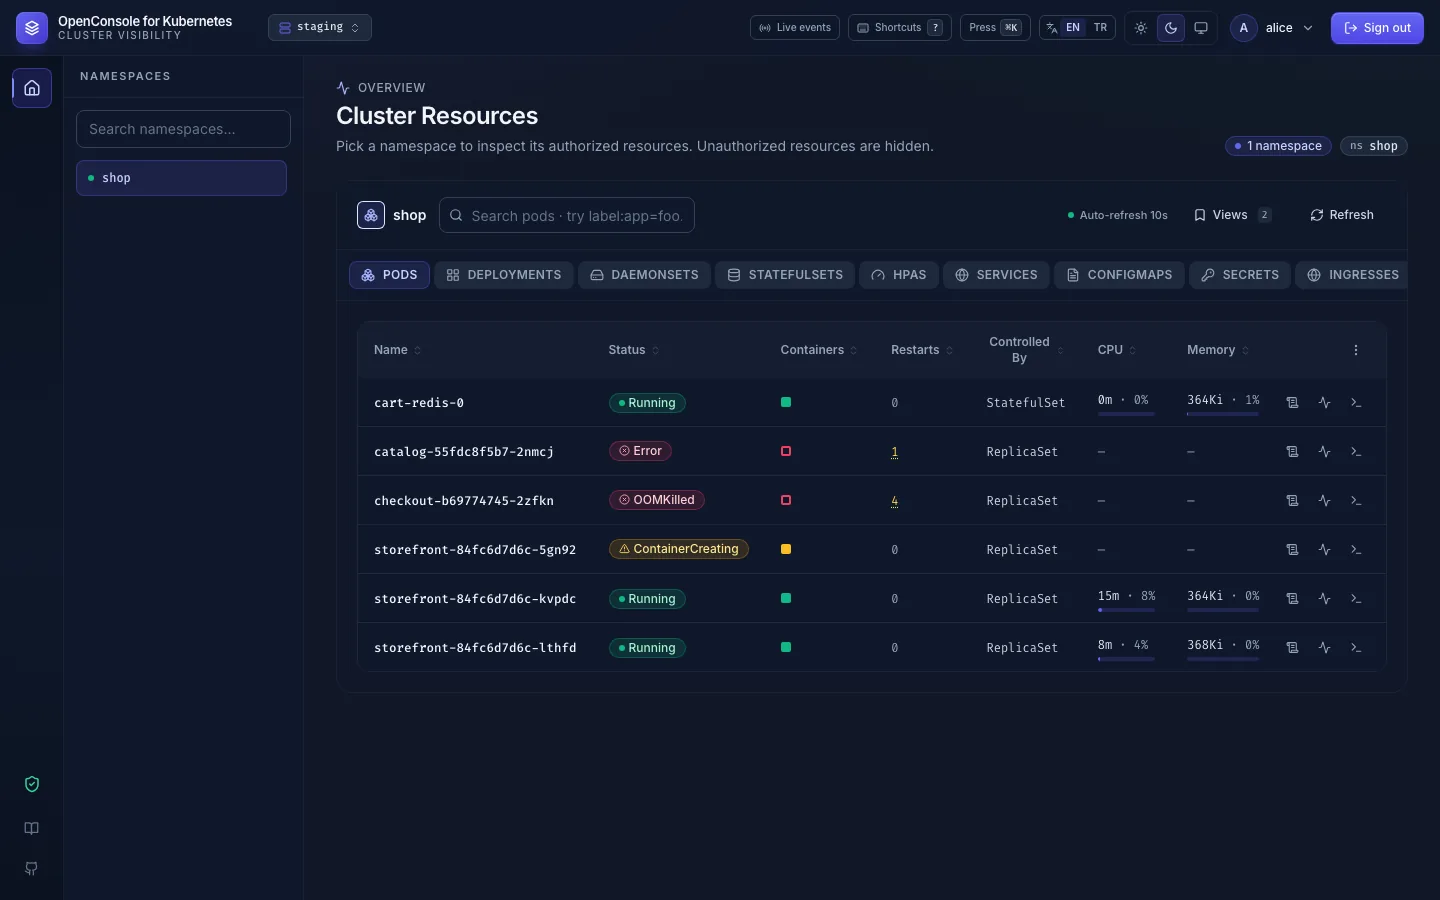 OpenConsole for Kubernetes
CLUSTER VISIBILITY
staging
Live events
Shortcuts ?
Press ⌘K
EN TR
A alice
Sign out
NAMESPACES
Search namespaces...
shop
OVERVIEW
Cluster Resources
Pick a namespace to inspect its authorized resources. Unauthorized resources are hidden.
1 namespace
ns shop
shop
Search pods · try label:app=foo.
Auto-refresh 10s
Views 2
Refresh
PODS DEPLOYMENTS DAEMONSETS STATEFULSETS HPAS SERVICES CONFIGMAPS SECRETS INGRESSES
Name Status Containers Restarts Controlled By CPU Memory
cart-redis-0 Running 0 StatefulSet 0m · 0% 364Ki · 1%
catalog-55fdc8f5b7-2nmcj Error 1 ReplicaSet — —
checkout-b69774745-2zfkn OOMKilled 4 ReplicaSet — —
storefront-84fc6d7d6c-5gn92 ContainerCreating 0 ReplicaSet — —
storefront-84fc6d7d6c-kvpdc Running 0 ReplicaSet 15m · 8% 364Ki · 0%
storefront-84fc6d7d6c-lthfd Running 0 ReplicaSet 8m · 4% 368Ki · 0%